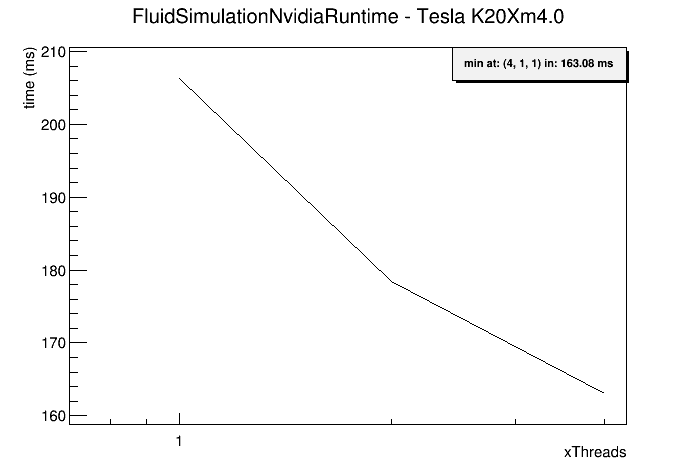 FluidSimulationNvidiaRuntime - Tesla K20Xm4.0
time (ms)
min at: (4, 1, 1) in: 163.08 ms
210
200
190
180
170
160
1
xThreads